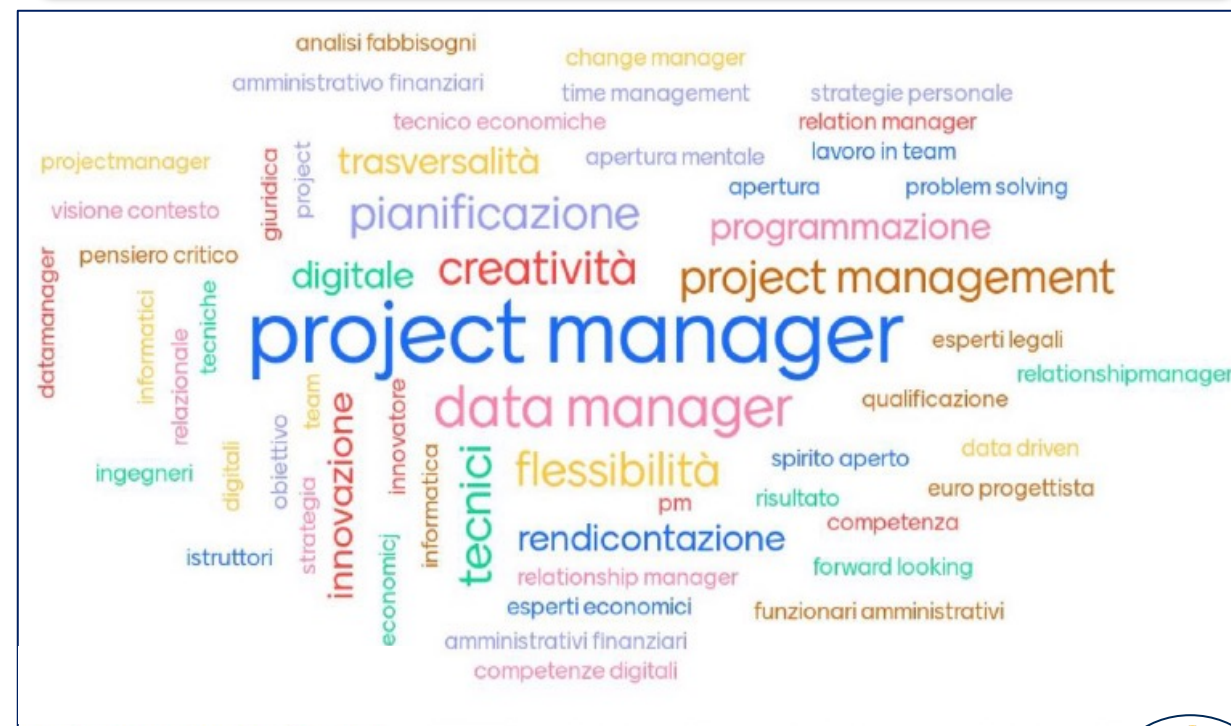 analisi fabbisogni
change manager
amministrativo finanziari
time management
strategie personale
tecnico economiche
relation manager
projectmanager
giuridica
project
trasversalità
apertura mentale
lavoro in team
apertura
problem solving
visione contesto
pianificazione
programmazione
pensiero critico
digitale
creatività
project management
datamanager
informatici
relazionale
tecniche
project manager
esperti legali
relationshipmanager
team
innovazione
innovatore
data manager
qualificazione
ingegneri
digitali
obiettivo
strategia
informatica
tecnici
flessibilità
spirito aperto
data driven
pm
risultato
euro progettista
competenza
istruttori
economicj
rendicontazione
relationship manager
forward looking
esperti economici
funzionari amministrativi
amministrativi finanziari
competenze digitali